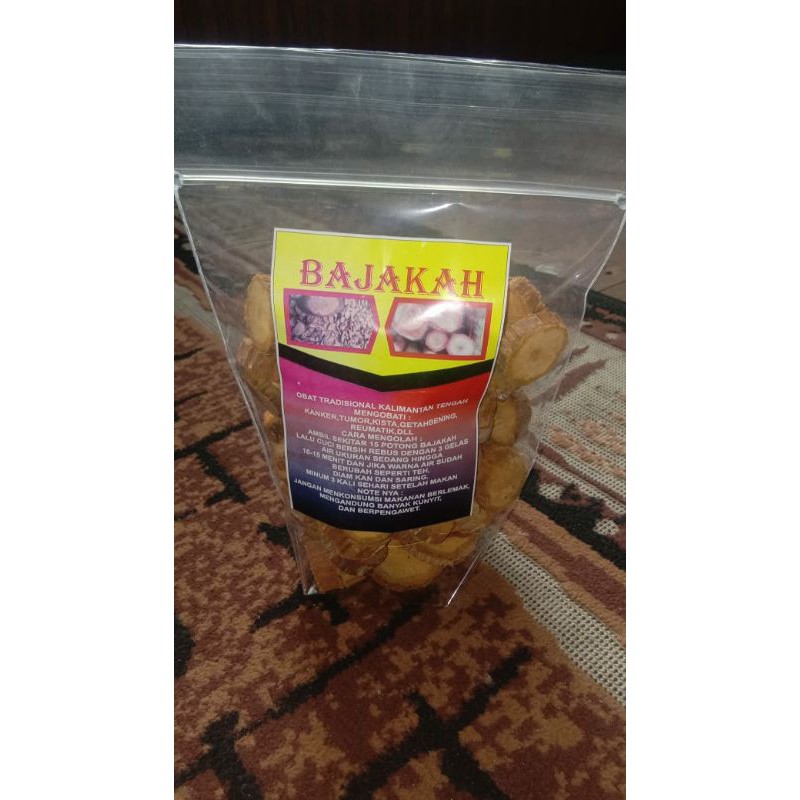 BAJAKAH
OBAT TRADISIONAL KALIMANTAN TENGAH
MENGOBATI :
KANKER,TUMOR,KISTA,GETAHBENING,
REUMATIK,DLL
CARA MENGOLAH :
AMBIL SEKITAR 15 POTONG BAJAKAH
LALU CUCI BERSIH REBUS DENGAN 3 GELAS
AIR UKURAN SEDANG HINGGA
10-15 MENIT DAN JIKA WARNA AIR SUDAH
BERUBAH SEPERTI TEH.
DIAM KAN DAN SARING.
MINUM 3 KALI SEHARI SETELAH MAKAN
NOTE NYA :
JANGAN MENKONSUMSI MAKANAN BERLEMAK,
MENGANDUNG BANYAK KUNYIT,
DAN BERPENGAWET.